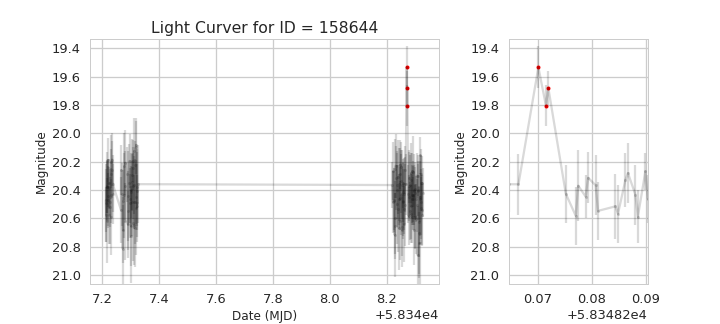 Light Curver for ID = 158644
Magnitude
19.4
19.6
19.8
20.0
20.2
20.4
20.6
20.8
21.0
7.2 7.4 7.6 7.8 8.0 8.2
Date (MJD) +5.834e4
Magnitude
19.4
19.6
19.8
20.0
20.2
20.4
20.6
20.8
21.0
0.07 0.08 0.09
+5.83482e4